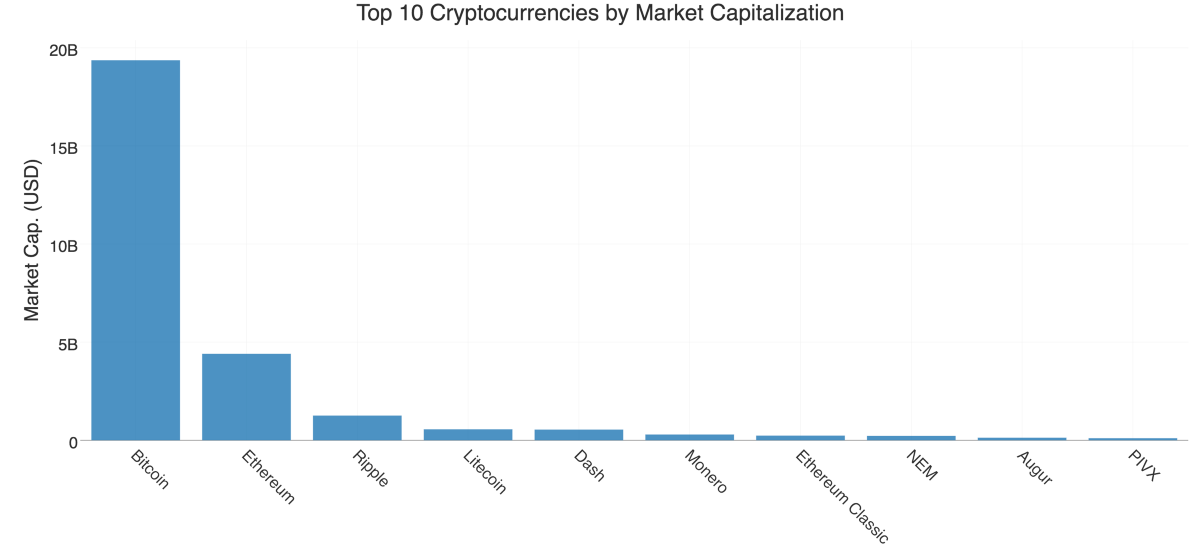 Top 10 Cryptocurrencies by Market Capitalization
Market Cap. (USD)
20B
15B
10B
5B
0
Bitcoin
Ethereum
Ripple
Litecoin
Dash
Monero
Ethereum Classic
NEM
Augur
PIVX